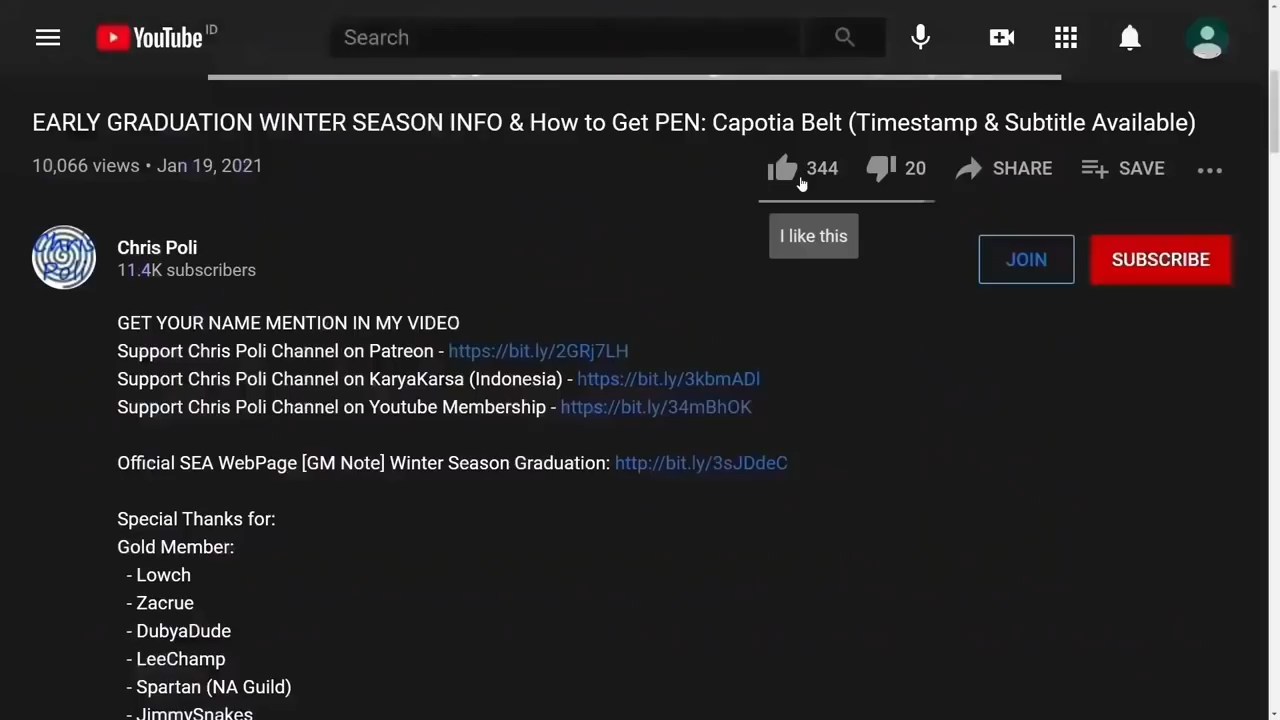 YouTube ID
Search
EARLY GRADUATION WINTER SEASON INFO & How to Get PEN: Capotia Belt (Timestamp & Subtitle Available)
10,066 views • Jan 19, 2021
344 20 SHARE SAVE
I like this
Chris Poli
11.4K subscribers
JOIN SUBSCRIBE
GET YOUR NAME MENTION IN MY VIDEO
Support Chris Poli Channel on Patreon - https://bit.ly/2GRj7LH
Support Chris Poli Channel on KaryaKarsa (Indonesia) - https://bit.ly/3kbmADl
Support Chris Poli Channel on Youtube Membership - https://bit.ly/34mBhOK
Official SEA WebPage [GM Note] Winter Season Graduation: http://bit.ly/3sJDdeC
Special Thanks for:
Gold Member:
- Lowch
- Zacrue
- DubyaDude
- LeeChamp
- Spartan (NA Guild)
- JimmySnakes